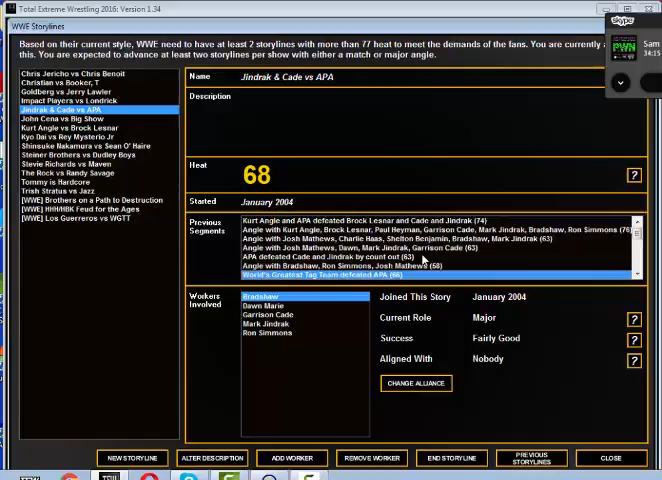 Total Extreme Wrestling 2016: Version 1.34
WWE Storylines
skype
Based on their current style, WWE need to have at least 2 storylines with more than 77 heat to meet the demands of the fans. You are currently
this. You are expected to advance at least two storylines per show with either a match or major angle.
PWN
Sam
34:15
Chris Jericho vs Chris Benoit
Christian vs Booker, T
Goldberg vs Jerry Lawler
Impact Players vs Londrick
Jindrak & Cade vs APA
John Cena vs Big Show
Kurt Angle vs Brock Lesnar
Kyo Dai vs Rey Mysterio Jr
Shinsuke Nakamura vs Sean O'Haire
Steiner Brothers vs Dudley Boys
Stevie Richards vs Maven
The Rock vs Randy Savage
Tommy is Hardcore
Trish Stratus vs Jazz
[WWE] Brothers on a Path to Destruction
[WWE] HHH/HBK Feud for the Ages
[WWE] Los Guerreros vs WGTT
Name
Jindrak & Cade vs APA
Description
Heat
68
?
Started
January 2004
Previous
Segments
Kurt Angle and APA defeated Brock Lesnar and Cade and Jindrak (74)
Angle with Kurt Angle, Brock Lesnar, Paul Heyman, Garrison Cade, Mark Jindrak, Bradshaw, Ron Simmons (76)
Angle with Josh Mathews, Charlie Haas, Shelton Benjamin, Bradshaw, Mark Jindrak (63)
Angle with Josh Mathews, Dawn, Mark Jindrak, Garrison Cade (63)
APA defeated Cade and Jindrak by count out (63)
Angle with Bradshaw, Ron Simmons, Josh Mathews (58)
World's Greatest Tag Team defeated APA (66)
Workers
Involved
Bradshaw
Dawn Marie
Garrison Cade
Mark Jindrak
Ron Simmons
Joined This Story
January 2004
Current Role
Major
?
Success
Fairly Good
?
Aligned With
Nobody
?
CHANGE ALLIANCE
NEW STORYLINE
ALTER DESCRIPTION
ADD WORKER
REMOVE WORKER
END STORYLINE
PREVIOUS
STORYLINES
CLOSE